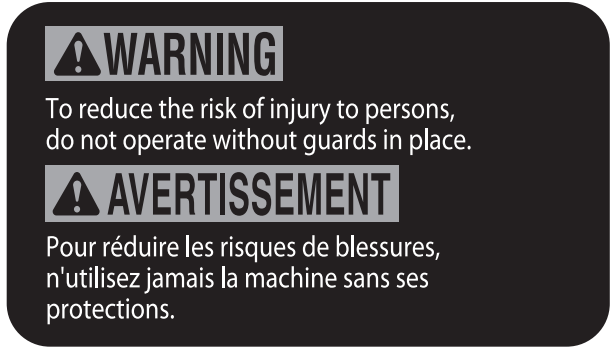 WARNING
To reduce the risk of injury to persons,
do not operate without guards in place.
AVERTISSEMENT
Pour réduire les risques de blessures,
n'utilisez jamais la machine sans ses
protections.